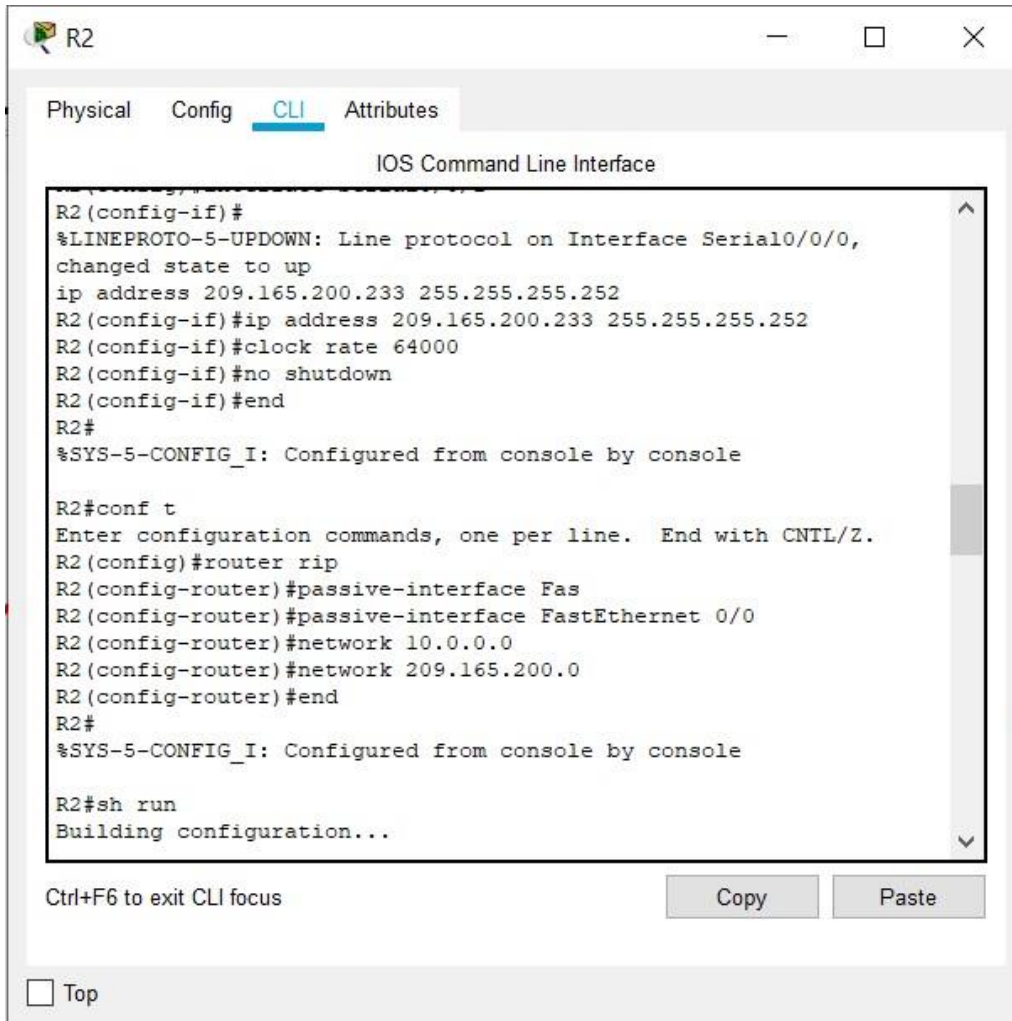 R2
Physical Config CLI Attributes
IOS Command Line Interface
R2(config-if)#
%LINEPROTO-5-UPDOWN: Line protocol on Interface Serial0/0/0,
changed state to up
ip address 209.165.200.233 255.255.255.252
R2(config-if)#ip address 209.165.200.233 255.255.255.252
R2(config-if)#clock rate 64000
R2(config-if)#no shutdown
R2(config-if)#end
R2#
%SYS-5-CONFIG_I: Configured from console by console
R2#conf t
Enter configuration commands, one per line.  End with CNTL/Z.
R2(config)#router rip
R2(config-router)#passive-interface Fas
R2(config-router)#passive-interface FastEthernet 0/0
R2(config-router)#network 10.0.0.0
R2(config-router)#network 209.165.200.0
R2(config-router)#end
R2#
%SYS-5-CONFIG_I: Configured from console by console
R2#sh run
Building configuration...
Ctrl+F6 to exit CLI focus
Copy
Paste
Top